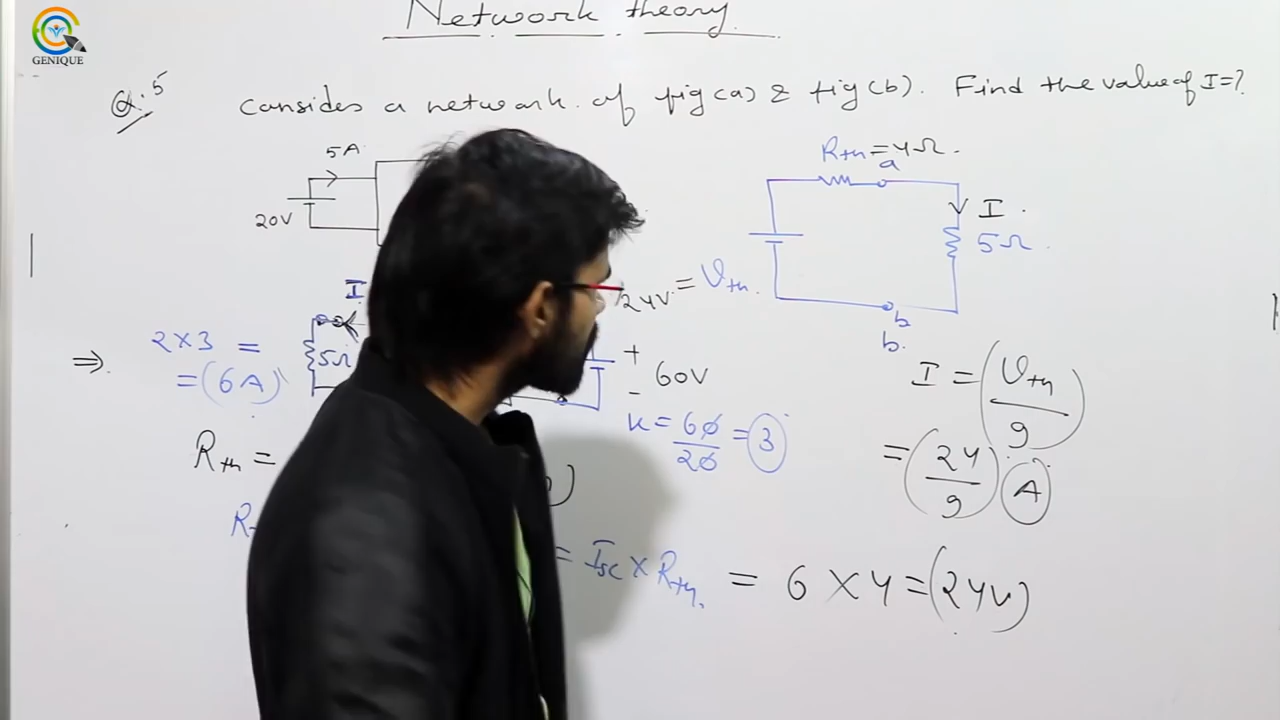 GENIQUE
Network theory
Q.5 Consides a network of fig(a) & fig(b). Find the value of I=?
5A
20V
Rth=4Ω.
a
I.
5Ω.
24V. = Vth.
b
b.
I
5Ω
⇒ 2×3 =
=(6A)
+
- 60V
K = 60/20 = 3
I = (Vth/9)
= (24/9) A
Rth =
b)
R
= Isc × Rth. = 6 × 4 = (24V)